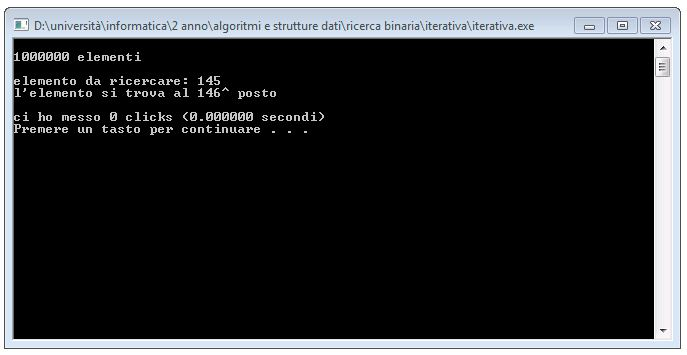 D:\università\informatica\2 anno\algoritmi e strutture dati\ricerca binaria\iterativa\iterativa.exe
1000000 elementi
elemento da ricercare: 145
l'elemento si trova al 146^ posto
ci ho messo 0 clicks (0.000000 secondi)
Premere un tasto per continuare . . .